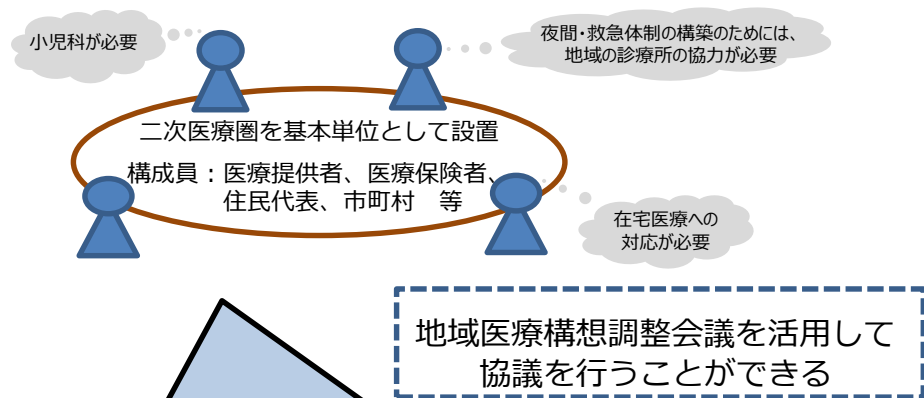 小児科が必要
夜間・救急体制の構築のためには、
地域の診療所の協力が必要
二次医療圏を基本単位として設置
構成員：医療提供者、医療保険者、
住民代表、市町村　等
在宅医療への
対応が必要
地域医療構想調整会議を活用して
協議を行うことができる